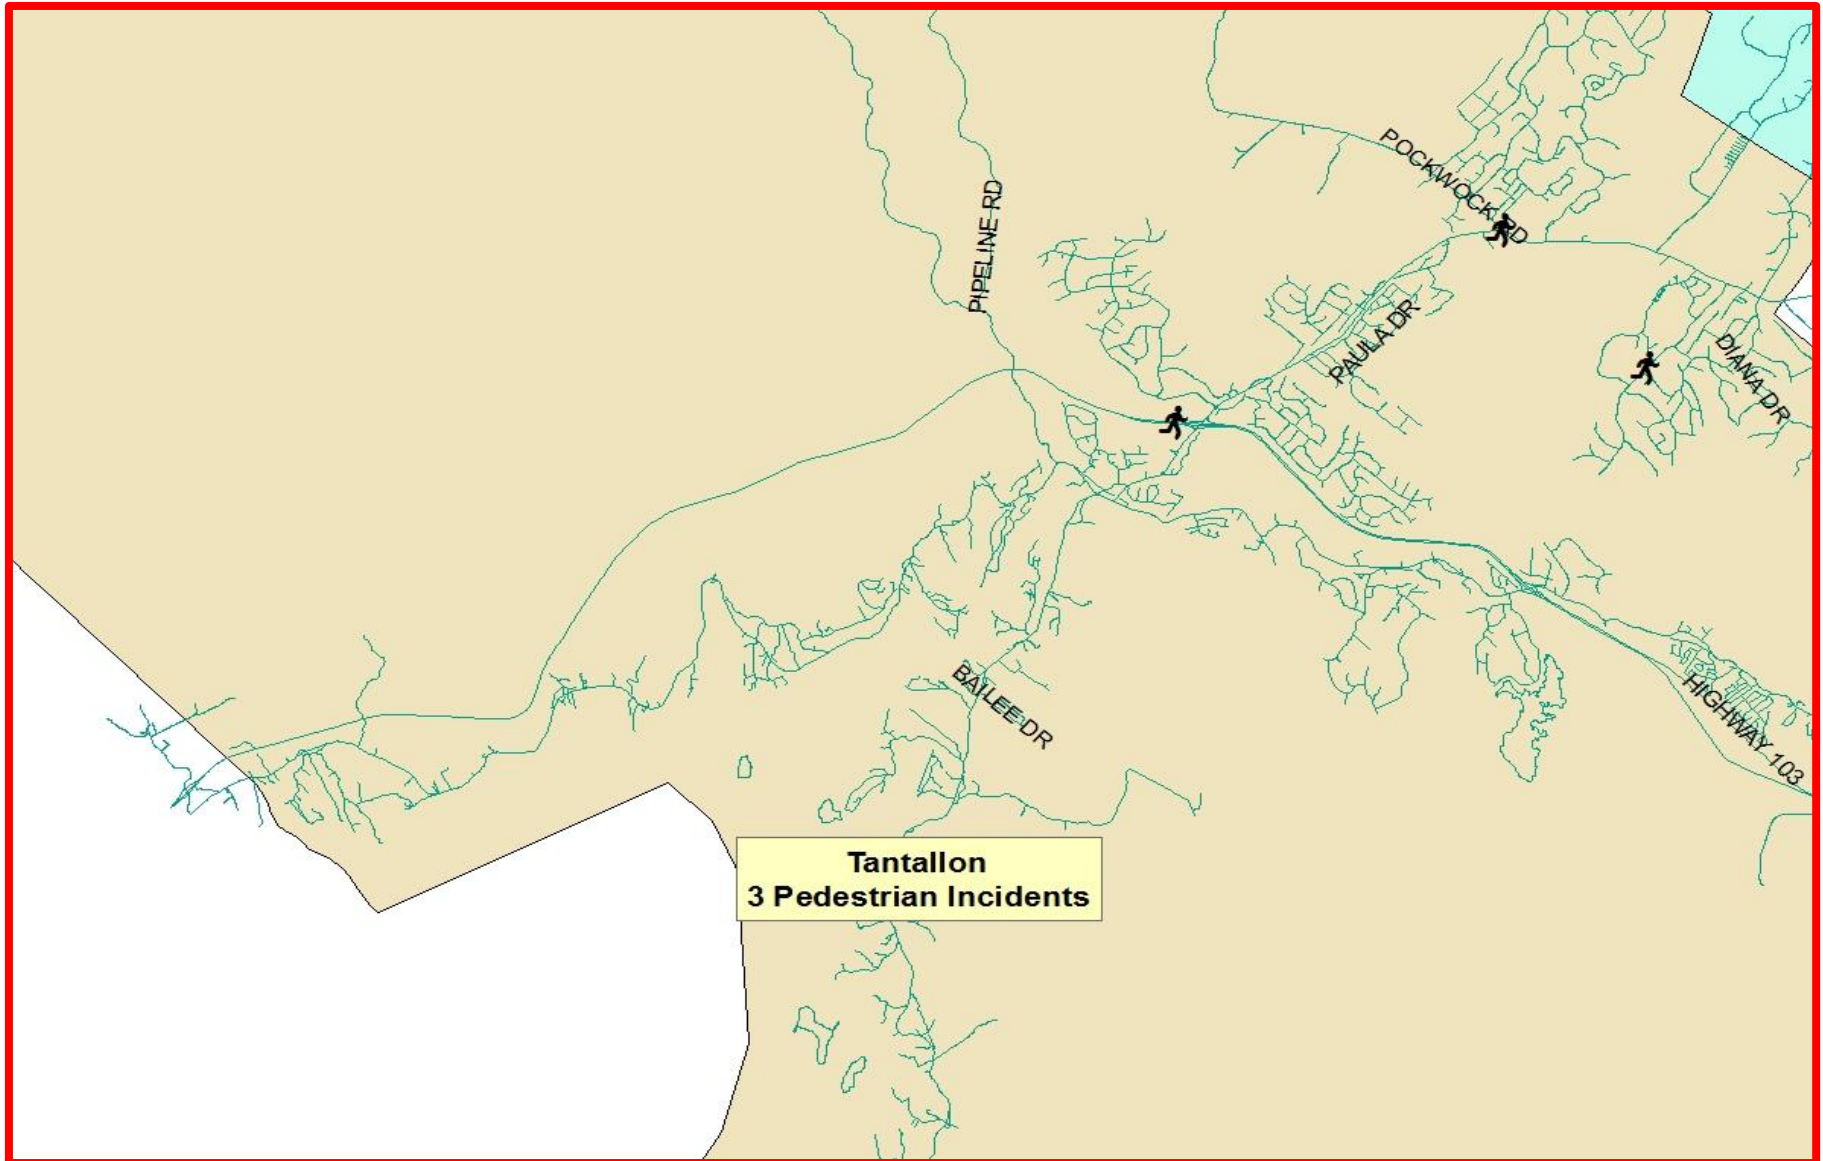 POCKWOCK RD
PIPELINE RD
PAULA DR
DIANA DR
BAILEE DR
HIGHWAY 103
Tantallon
3 Pedestrian Incidents